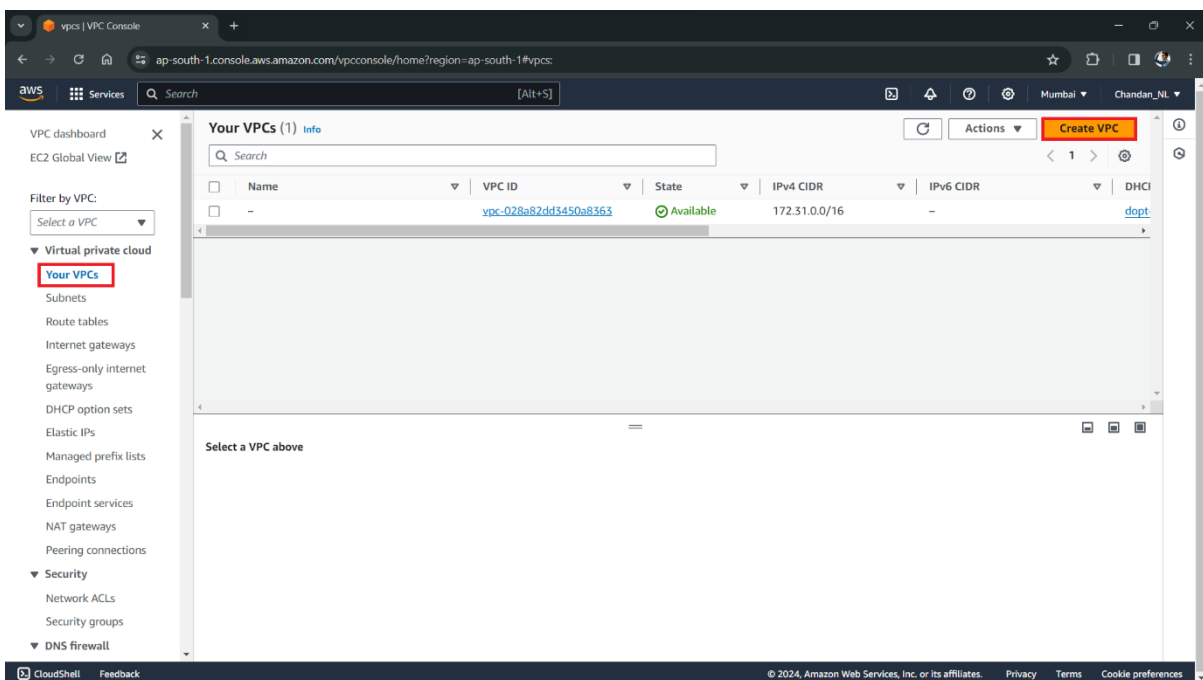 vpcs | VPC Console
ap-south-1.console.aws.amazon.com/vpcconsole/home?region=ap-south-1#vpcs:
aws Services Search [Alt+S] Mumbai Chandan_NL
VPC dashboard
EC2 Global View
Filter by VPC:
Select a VPC
Virtual private cloud
Your VPCs
Subnets
Route tables
Internet gateways
Egress-only internet
gateways
DHCP option sets
Elastic IPs
Managed prefix lists
Endpoints
Endpoint services
NAT gateways
Peering connections
Security
Network ACLs
Security groups
DNS firewall
Your VPCs (1) Info Actions Create VPC
Search 1
Name VPC ID State IPv4 CIDR IPv6 CIDR DHCI
– vpc-028a82dd3450a8363 Available 172.31.0.0/16 – dopt-
Select a VPC above
CloudShell Feedback © 2024, Amazon Web Services, Inc. or its affiliates. Privacy Terms Cookie preferences